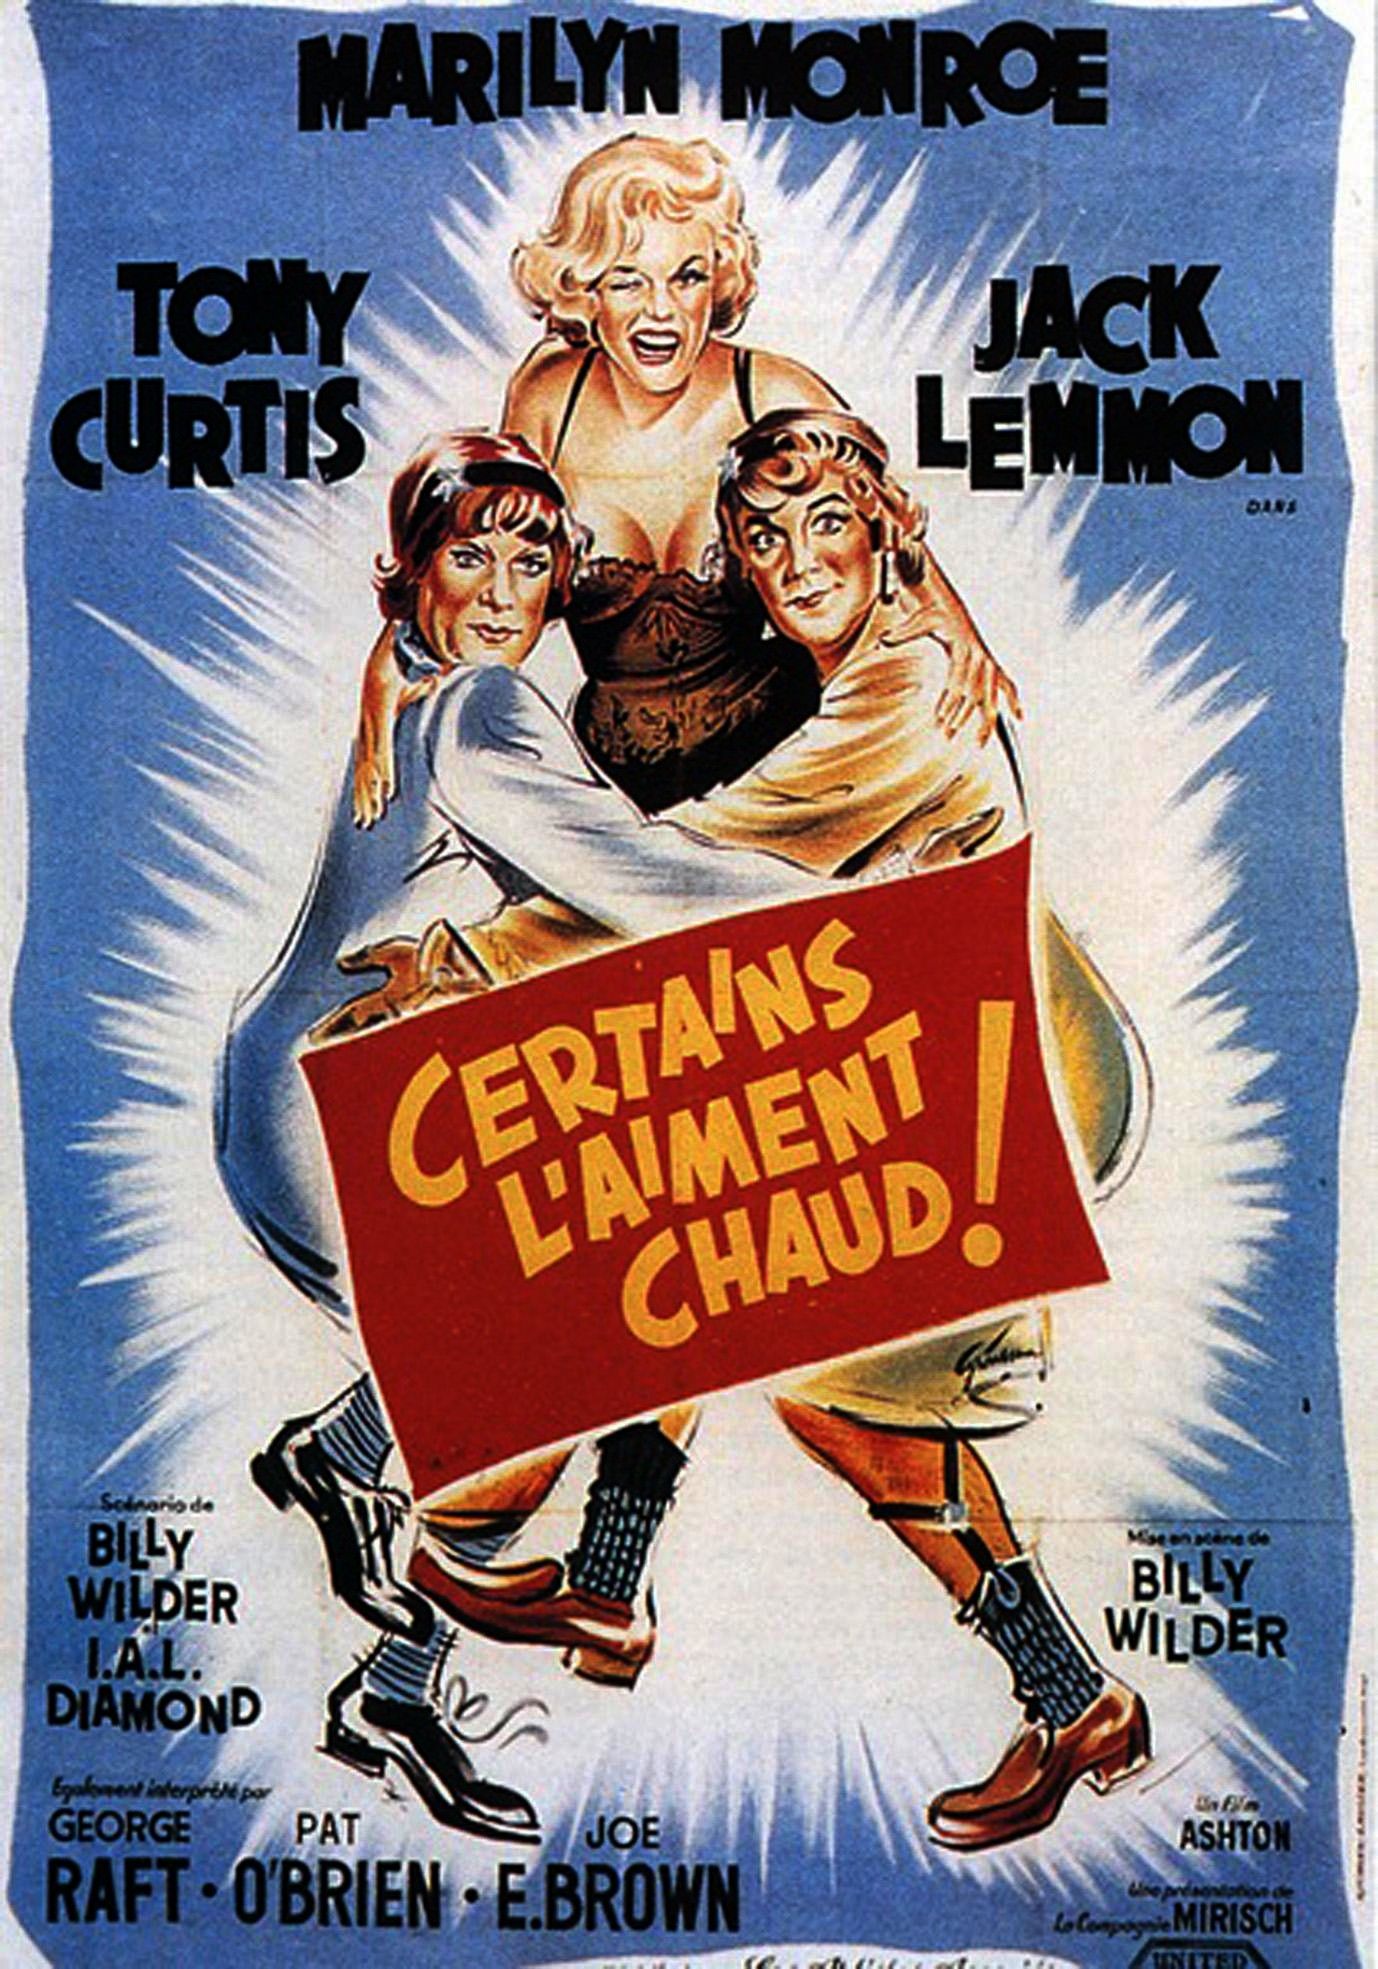 MARILYN MONROE
TONY
CURTIS
JACK
LEMMON
DANS
CERTAINS
L'AIMENT
CHAUD!
Scénario de
BILLY
WILDER
I.A.L.
DIAMOND
Mise en scène de
BILLY
WILDER
Egalement interprété par
GEORGE
RAFT •
PAT
O'BRIEN •
JOE
E. BROWN
Un Film
ASHTON
Une présentation de
La Compagnie MIRISCH
UNITED